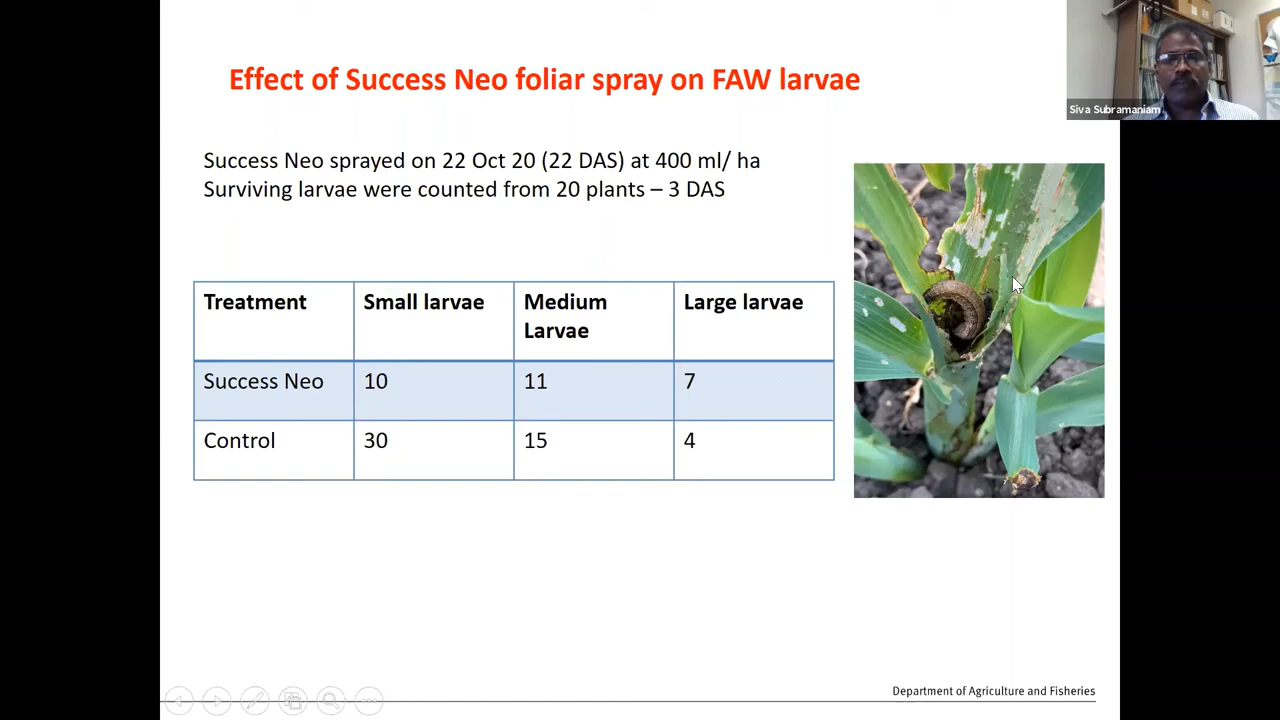 Effect of Success Neo foliar spray on FAW larvae
Siva Subramaniam
Success Neo sprayed on 22 Oct 20 (22 DAS) at 400 ml/ ha
Surviving larvae were counted from 20 plants – 3 DAS
Treatment Small larvae Medium Larvae Large larvae
Success Neo 10 11 7
Control 30 15 4
Department of Agriculture and Fisheries